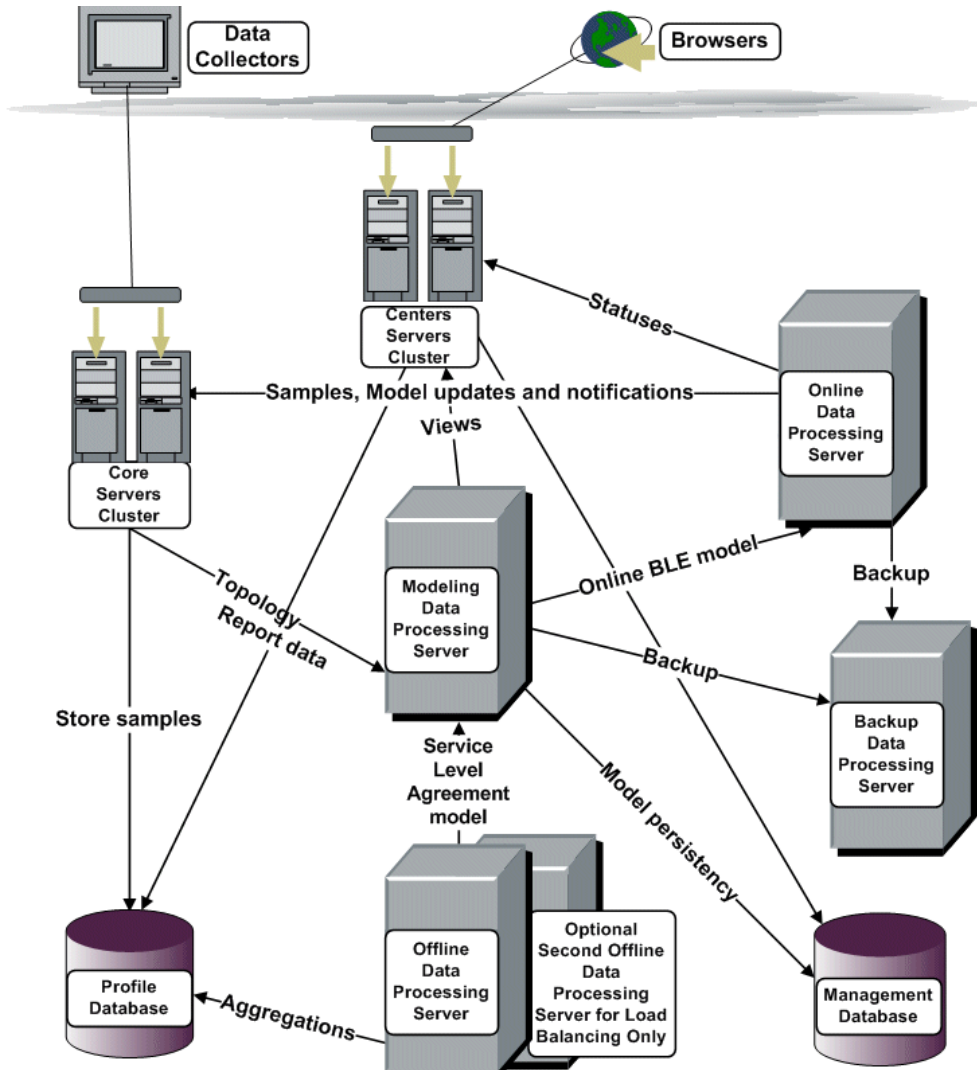 Data
Collectors
Browsers
Centers
Servers
Cluster
Statuses
Online
Data
Processing
Server
Samples, Model updates and notifications
Views
Core
Servers
Cluster
Topology
Report data
Modeling
Data
Processing
Server
Online BLE model
Backup
Backup
Backup
Data
Processing
Server
Store samples
Service
Level
Agreement
model
Model persistency
Profile
Database
Aggregations
Offline
Data
Processing
Server
Optional
Second Offline
Data
Processing
Server for Load
Balancing Only
Management
Database